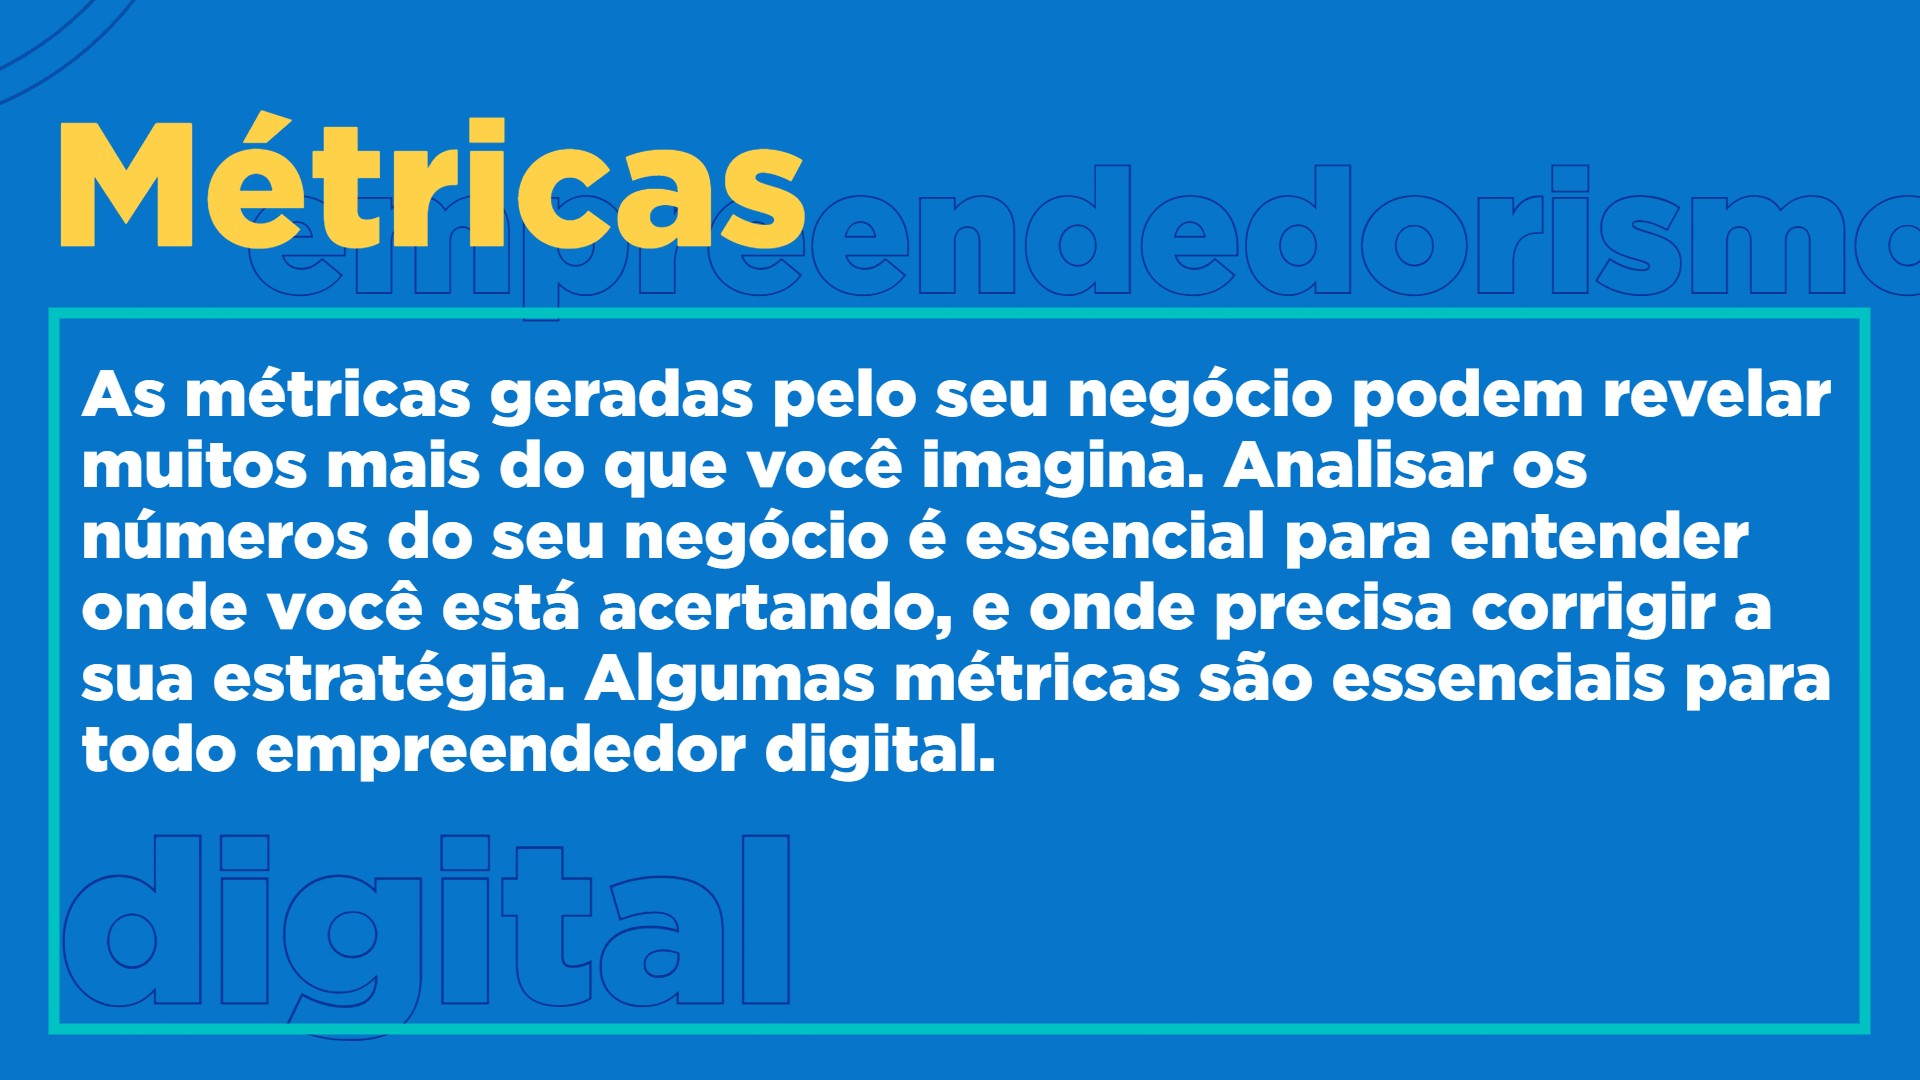 Métricas
empreendedorismo
As métricas geradas pelo seu negócio podem revelar
muitos mais do que você imagina. Analisar os
números do seu negócio é essencial para entender
onde você está acertando, e onde precisa corrigir a
sua estratégia. Algumas métricas são essenciais para
todo empreendedor digital.
digital